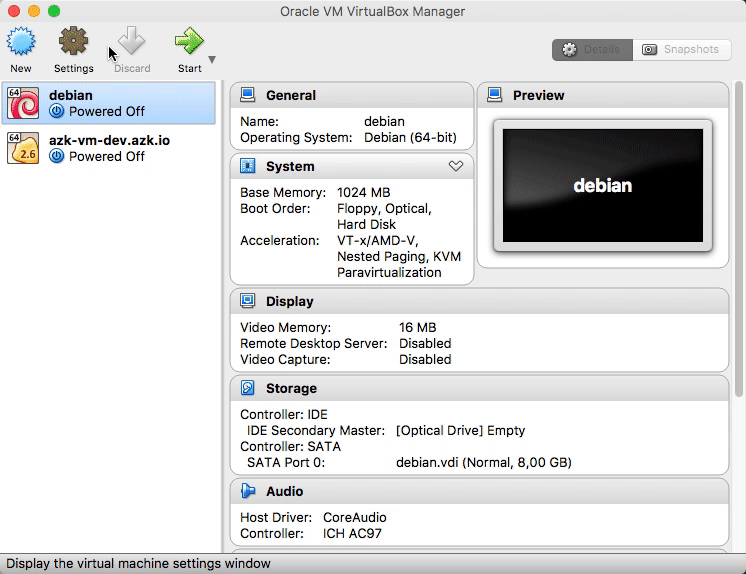 Oracle VM VirtualBox Manager
New Settings Discard Start Details Snapshots
64 debian
Powered Off
64 2.6 azk-vm-dev.azk.io
Powered Off
General
Name: debian
Operating System: Debian (64-bit)
Preview
debian
System
Base Memory: 1024 MB
Boot Order: Floppy, Optical,
Hard Disk
Acceleration: VT-x/AMD-V,
Nested Paging, KVM
Paravirtualization
Display
Video Memory: 16 MB
Remote Desktop Server: Disabled
Video Capture: Disabled
Storage
Controller: IDE
IDE Secondary Master: [Optical Drive] Empty
Controller: SATA
SATA Port 0: debian.vdi (Normal, 8,00 GB)
Audio
Host Driver: CoreAudio
Controller: ICH AC97
Display the virtual machine settings window